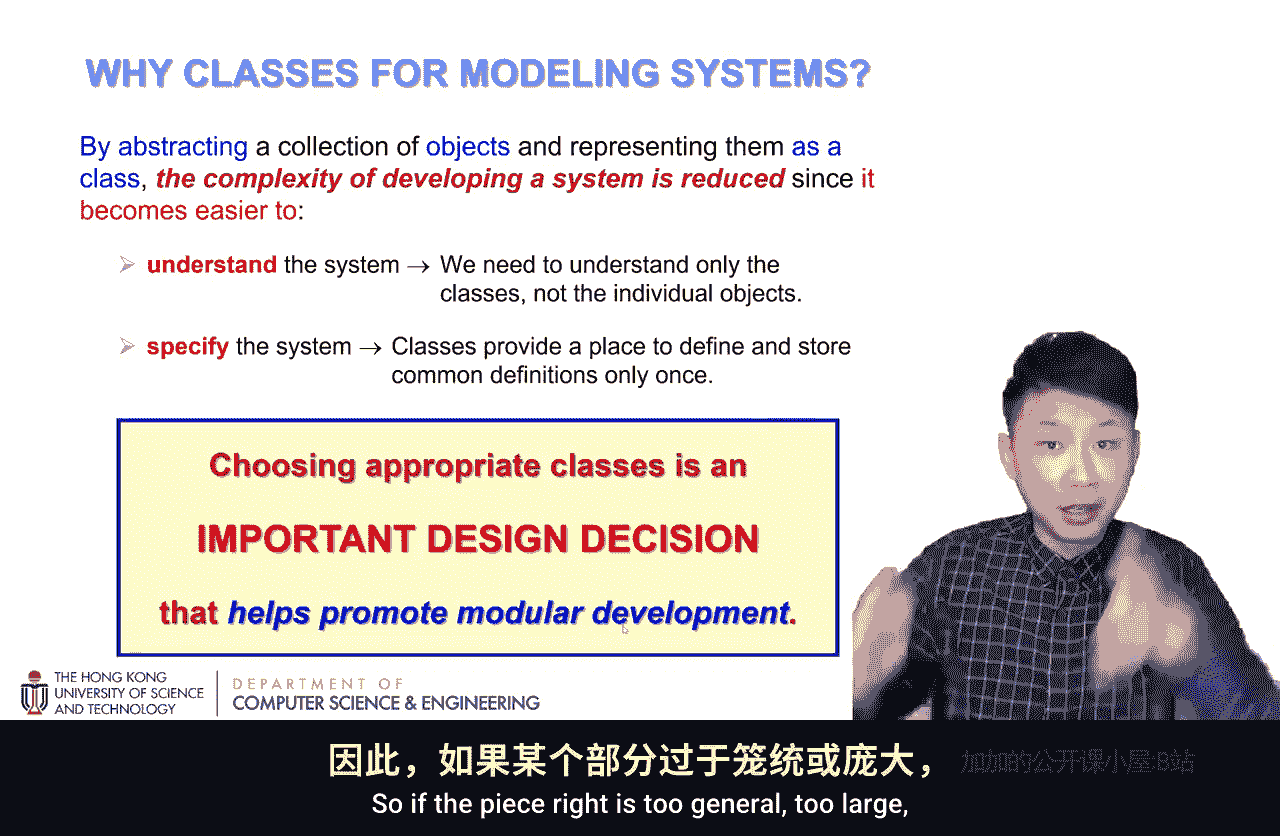 WHY CLASSES FOR MODELING SYSTEMS?
By abstracting a collection of objects and representing them as a
class, the complexity of developing a system is reduced since it
becomes easier to:
➢ understand the system → We need to understand only the
classes, not the individual objects.
➢ specify the system → Classes provide a place to define and store
common definitions only once.
Choosing appropriate classes is an
IMPORTANT DESIGN DECISION
that helps promote modular development.
THE HONG KONG
UNIVERSITY OF SCIENCE
AND TECHNOLOGY
DEPARTMENT OF
COMPUTER SCIENCE & ENGINEERING
因此，如果某个部分过于笼统或庞大，
加加的公开课小屋:B站
So if the piece right is too general, too large,